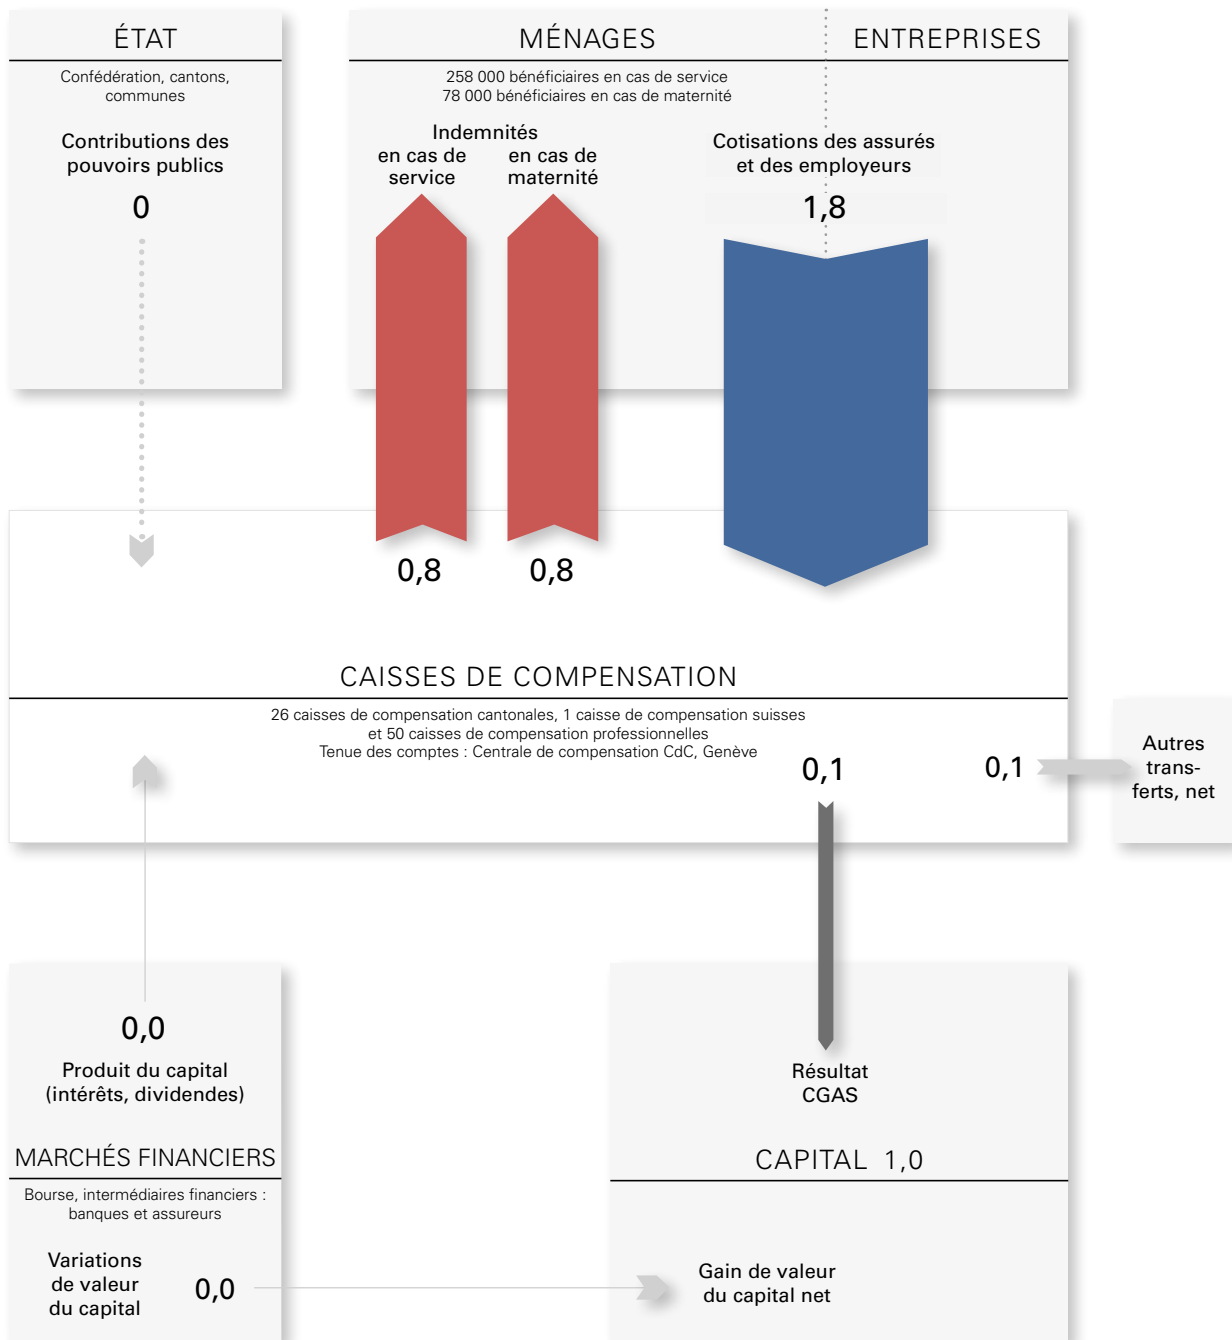 ÉTAT
Confédération, cantons,
communes
Contributions des
pouvoirs publics
0
MÉNAGES
ENTREPRISES
258 000 bénéficiaires en cas de service
78 000 bénéficiaires en cas de maternité
Indemnités
en cas de
service
en cas de
maternité
Cotisations des assurés
et des employeurs
1,8
0,8
0,8
CAISSES DE COMPENSATION
26 caisses de compensation cantonales, 1 caisse de compensation suisses
et 50 caisses de compensation professionnelles
Tenue des comptes : Centrale de compensation CdC, Genève
0,1
0,1
Autres
trans-
ferts, net
0,0
Produit du capital
(intérêts, dividendes)
MARCHÉS FINANCIERS
Bourse, intermédiaires financiers :
banques et assureurs
Variations
de valeur
du capital
0,0
Résultat
CGAS
CAPITAL 1,0
Gain de valeur
du capital net